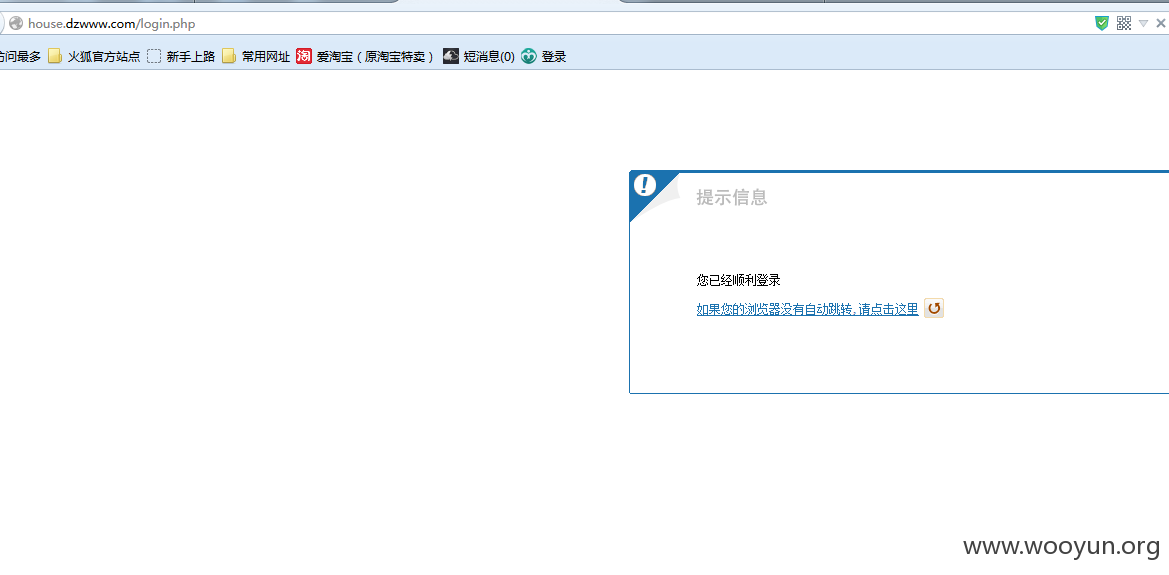 house.dzwww.com/login.php
访问最多 火狐官方站点 新手上路 常用网址 淘 爱淘宝（原淘宝特卖） 短消息(0) 登录
提示信息
您已经顺利登录
如果您的浏览器没有自动跳转,请点击这里
www.wooyun.org